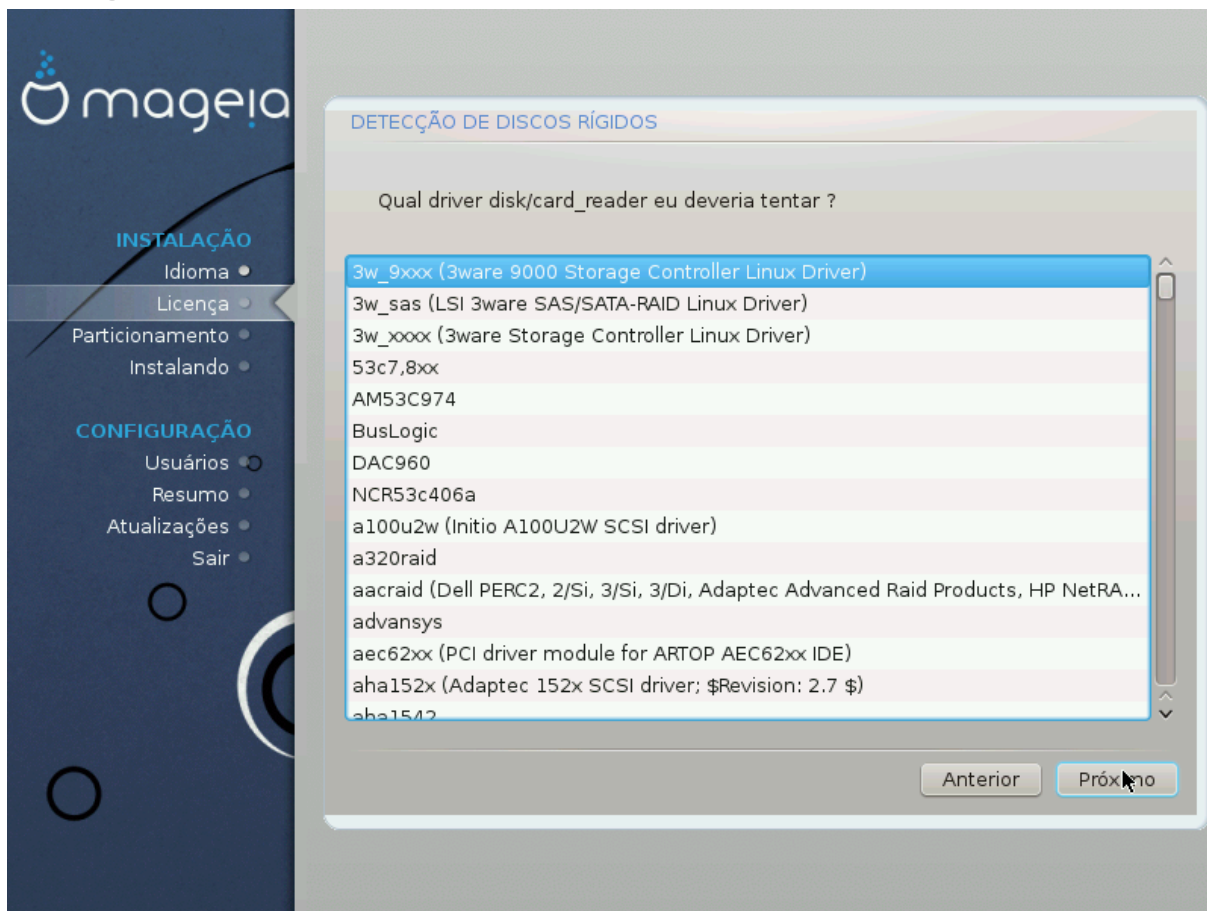 mageia
INSTALAÇÃO
Idioma
Licença
Particionamento
Instalando
CONFIGURAÇÃO
Usuários
Resumo
Atualizações
Sair
DETECÇÃO DE DISCOS RÍGIDOS
Qual driver disk/card_reader eu deveria tentar ?
3w_9xxx (3ware 9000 Storage Controller Linux Driver)
3w_sas (LSI 3ware SAS/SATA-RAID Linux Driver)
3w_xxxx (3ware Storage Controller Linux Driver)
53c7,8xx
AM53C974
BusLogic
DAC960
NCR53c406a
a100u2w (Initio A100U2W SCSI driver)
a320raid
aacraid (Dell PERC2, 2/Si, 3/Si, 3/Di, Adaptec Advanced Raid Products, HP NetRA...
advansys
aec62xx (PCI driver module for ARTOP AEC62xx IDE)
aha152x (Adaptec 152x SCSI driver; $Revision: 2.7 $)
aha1542
Anterior
Próximo